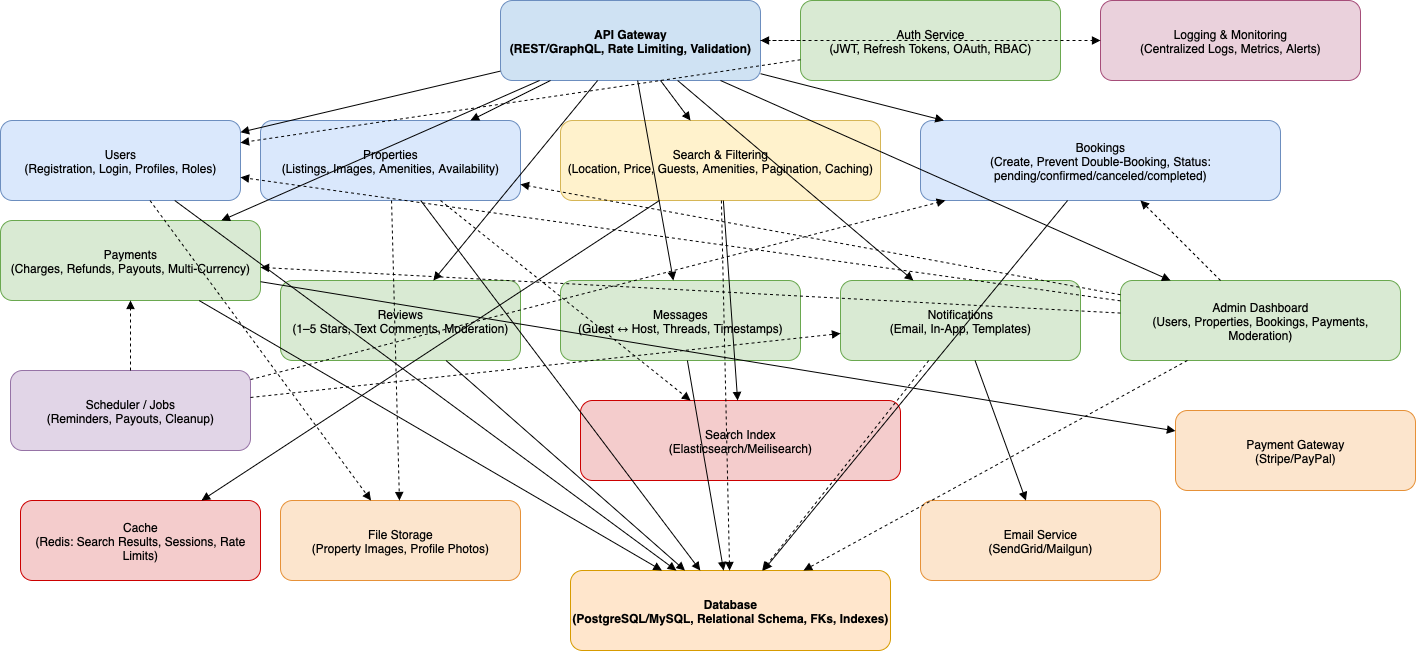 API Gateway
(REST/GraphQL, Rate Limiting, Validation)
Auth Service
(JWT, Refresh Tokens, OAuth, RBAC)
Logging & Monitoring
(Centralized Logs, Metrics, Alerts)
Users
(Registration, Login, Profiles, Roles)
Properties
(Listings, Images, Amenities, Availability)
Search & Filtering
(Location, Price, Guests, Amenities, Pagination, Caching)
Bookings
(Create, Prevent Double-Booking, Status:
pending/confirmed/canceled/completed)
Payments
(Charges, Refunds, Payouts, Multi-Currency)
Reviews
(1–5 Stars, Text Comments, Moderation)
Messages
(Guest ↔ Host, Threads, Timestamps)
Notifications
(Email, In-App, Templates)
Admin Dashboard
(Users, Properties, Bookings, Payments,
Moderation)
Scheduler / Jobs
(Reminders, Payouts, Cleanup)
Search Index
(Elasticsearch/Meilisearch)
Payment Gateway
(Stripe/PayPal)
Cache
(Redis: Search Results, Sessions, Rate
Limits)
File Storage
(Property Images, Profile Photos)
Email Service
(SendGrid/Mailgun)
Database
(PostgreSQL/MySQL, Relational Schema, FKs, Indexes)